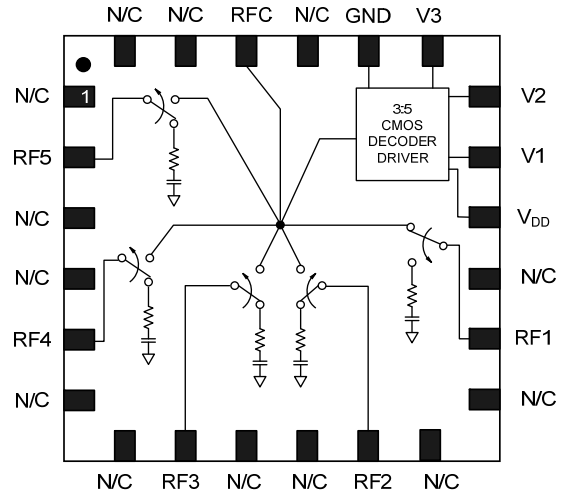 N/C N/C RFC N/C GND V3
N/C 1 V2
3:5
CMOS
DECODER
DRIVER
RF5 V1
N/C VDD
N/C N/C
RF4 RF1
N/C N/C
N/C RF3 N/C N/C RF2 N/C